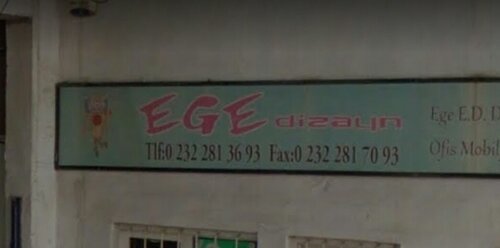 EGE dizayn
Tlf:0 232 281 36 93 Fax:0 232 281 70 93
Ege E.D.
Ofis Mobil